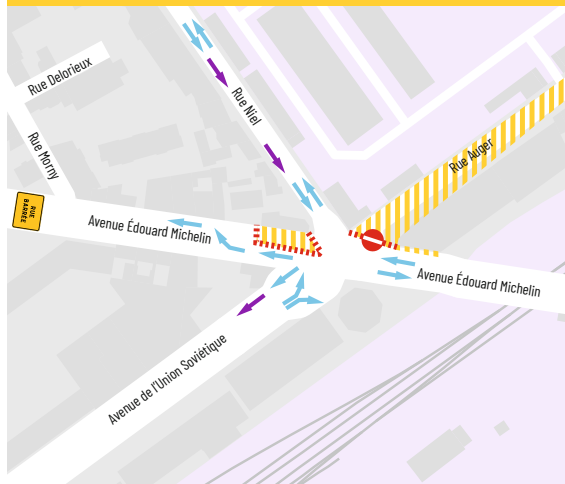 Rue Delorieux
Rue Niel
Rue Morny
Rue Auger
RUE
BARRÉE
Avenue Édouard Michelin
Avenue Édouard Michelin
Avenue de l'Union Soviétique